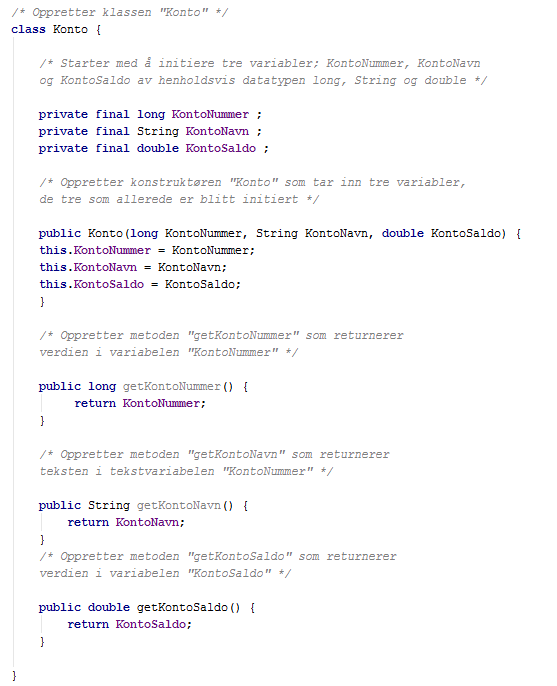 /* Oppretter klassen "Konto" */
class Konto {
/* Starter med å initiere tre variabler; KontoNummer, KontoNavn
og KontoSaldo av henholdsvis datatypen long, String og double */
private final long KontoNummer ;
private final String KontoNavn ;
private final double KontoSaldo ;
/* Oppretter konstruktøren "Konto" som tar inn tre variabler,
de tre som allerede er blitt initiert */
public Konto(long KontoNummer, String KontoNavn, double KontoSaldo) {
this.KontoNummer = KontoNummer;
this.KontoNavn = KontoNavn;
this.KontoSaldo = KontoSaldo;
}
/* Oppretter metoden "getKontoNummer" som returnerer
verdien i variabelen "KontoNummer" */
public long getKontoNummer() {
return KontoNummer;
}
/* Oppretter metoden "getKontoNavn" som returnerer
teksten i tekstvariabelen "KontoNummer" */
public String getKontoNavn() {
return KontoNavn;
}
/* Oppretter metoden "getKontoSaldo" som returnerer
verdien i variabelen "KontoSaldo" */
public double getKontoSaldo() {
return KontoSaldo;
}
}